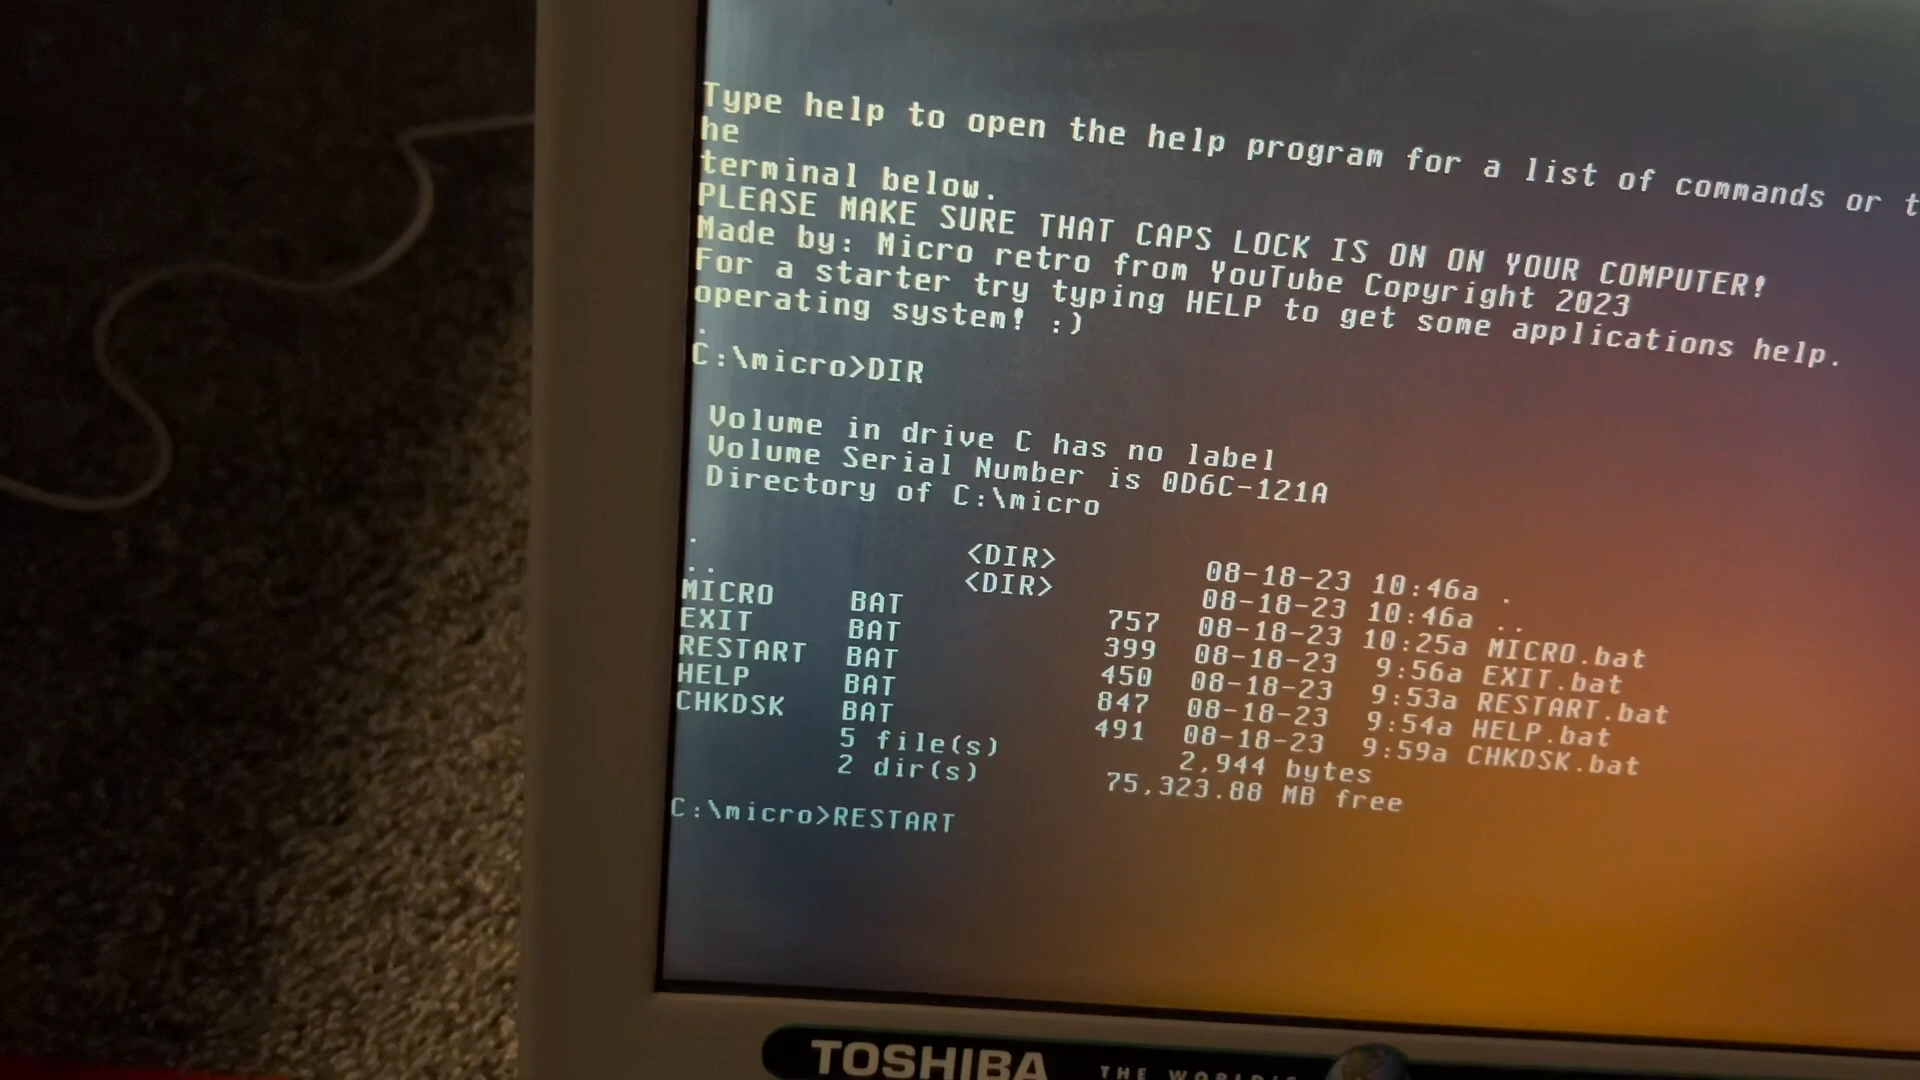 Type help to open the help program for a list of commands or t
he
terminal below.
PLEASE MAKE SURE THAT CAPS LOCK IS ON ON YOUR COMPUTER!
Made by: Micro retro from YouTube Copyright 2023
For a starter try typing HELP to get some applications help.
operating system! :)
.
C:\micro>DIR
Volume in drive C has no label
Volume Serial Number is 0D6C-121A
Directory of C:\micro
. <DIR> 08-18-23 10:46a .
.. <DIR> 08-18-23 10:46a ..
MICRO BAT 757 08-18-23 10:25a MICRO.bat
EXIT BAT 399 08-18-23 9:56a EXIT.bat
RESTART BAT 450 08-18-23 9:53a RESTART.bat
HELP BAT 847 08-18-23 9:54a HELP.bat
CHKDSK BAT 491 08-18-23 9:59a CHKDSK.bat
5 file(s) 2,944 bytes
2 dir(s) 75,323.88 MB free
C:\micro>RESTART
TOSHIBA THE WORLD'S